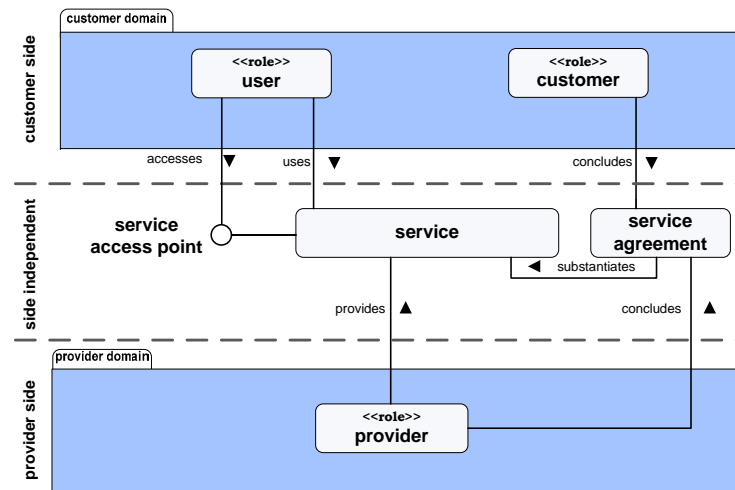 customer domain
customer side
<<role>>
user
<<role>>
customer
accesses
uses
concludes
side independent
service
access point
service
service
agreement
substantiates
provides
concludes
provider domain
provider side
<<role>>
provider